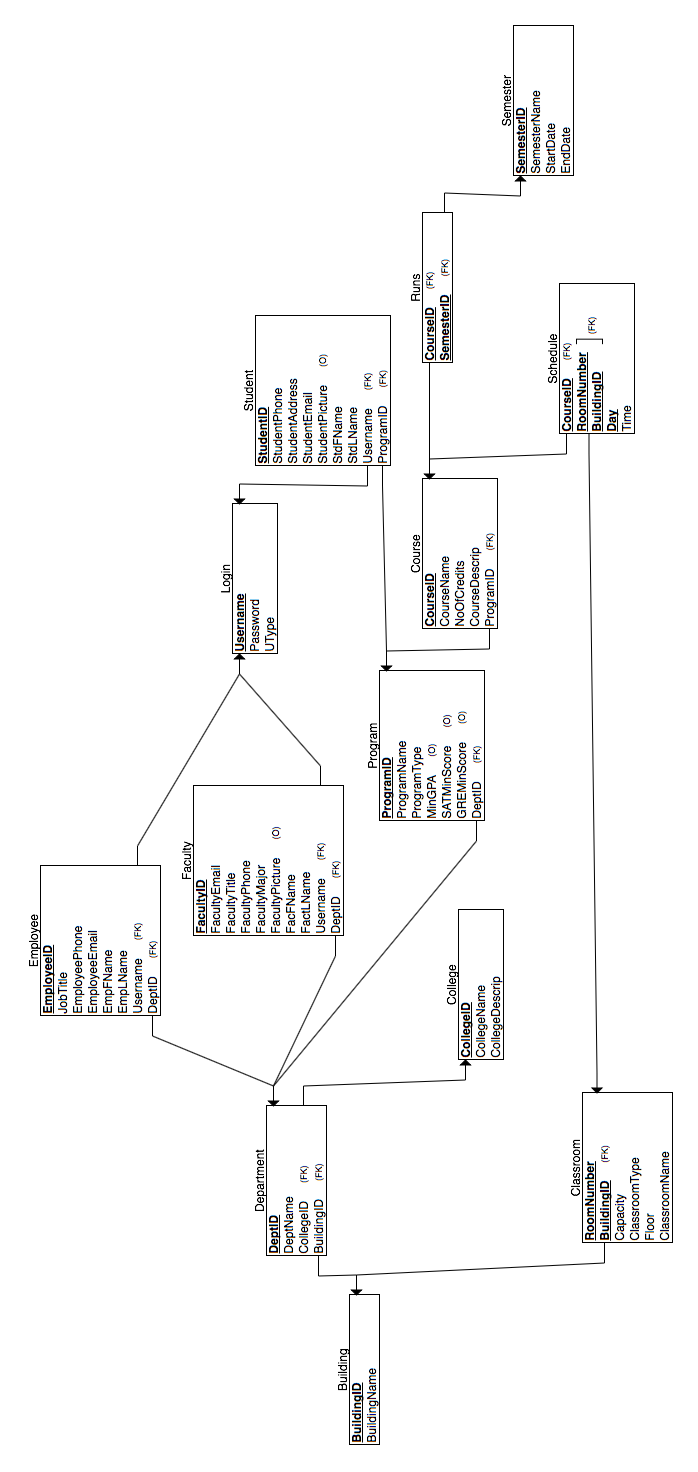 Employee
EmployeeID
JobTitle
EmployeePhone
EmployeeEmail
EmpFName
EmpLName
Username (FK)
DeptID (FK)
Faculty
FacultyID
FacultyEmail
FacultyTitle
FacultyPhone
FacultyMajor
FacultyPicture (O)
FacFName
FactLName
Username (FK)
DeptID (FK)
Login
Username
Password
UType
Student
StudentID
StudentPhone
StudentAddress
StudentEmail
StudentPicture (O)
StdFName
StdLName
Username (FK)
ProgramID (FK)
Building
BuildingID
BuildingName
Department
DeptID
DeptName
CollegeID (FK)
BuildingID (FK)
College
CollegeID
CollegeName
CollegeDescrip
Program
ProgramID
ProgramName
ProgramType
MinGPA (O)
SATMinScore (O)
GREMinScore (O)
DeptID (FK)
Course
CourseID
CourseName
NoOfCredits
CourseDescrip
ProgramID (FK)
Runs
CourseID (FK)
SemesterID (FK)
Semester
SemesterID
SemesterName
StartDate
EndDate
Classroom
RoomNumber
BuildingID (FK)
Capacity
ClassroomType
Floor
ClassroomName
Schedule
CourseID (FK)
RoomNumber
BuildingID (FK)
Day
Time